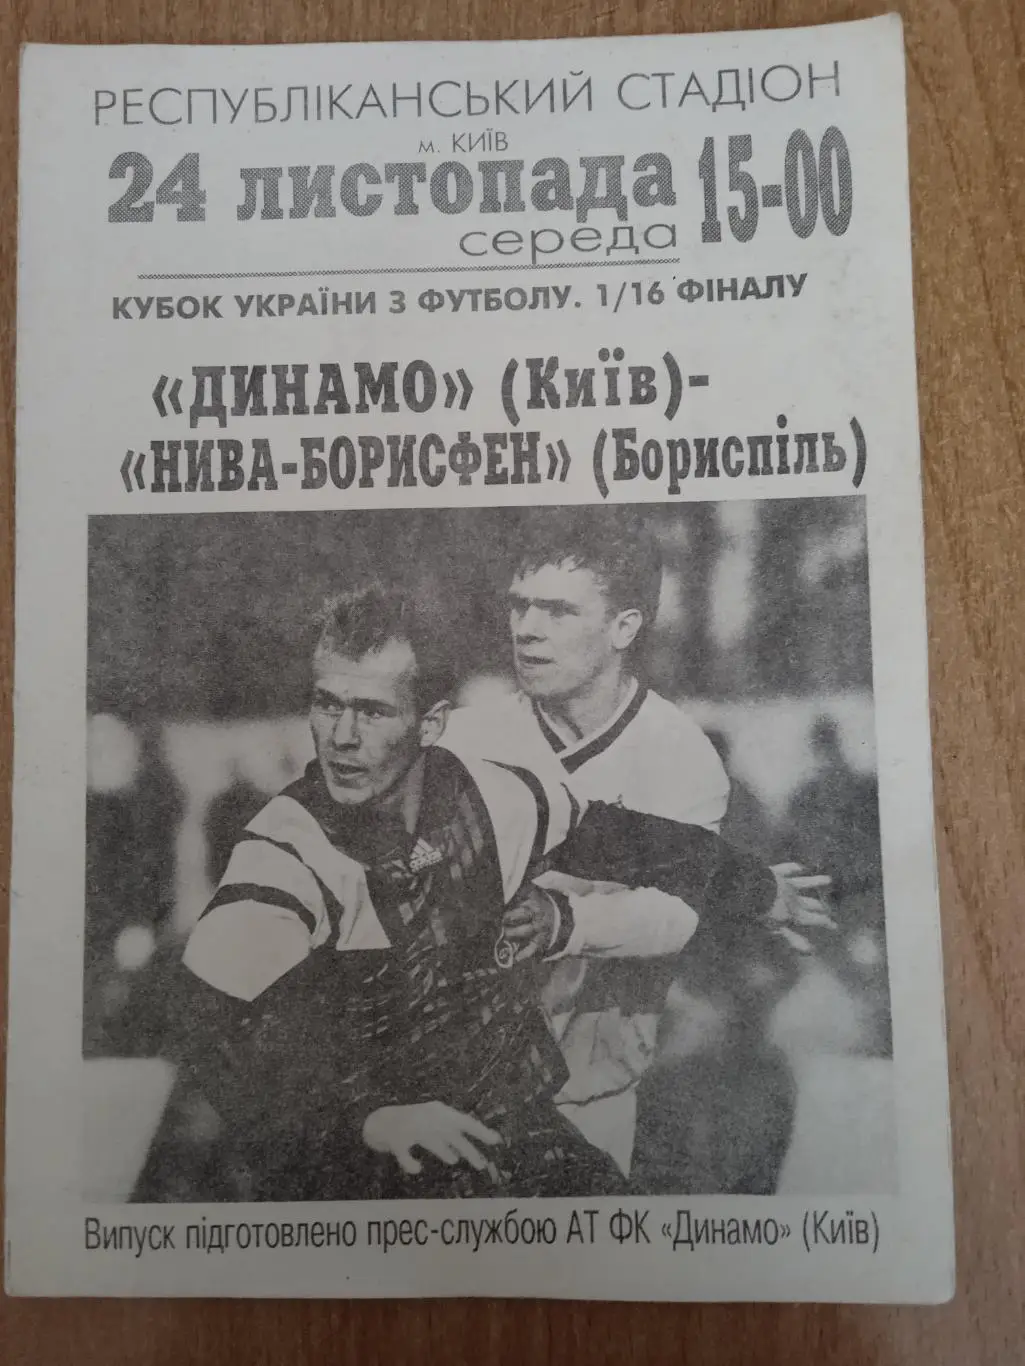 РЕСПУБЛІКАНСЬКИЙ СТАДІОН
м. КИЇВ
24 листопада 15-00
середа
КУБОК УКРАЇНИ З ФУТБОЛУ. 1/16 ФІНАЛУ
«ДИНАМО» (Київ)-
«НИВА-БОРИСФЕН» (Бориспіль)
Випуск підготовлено прес-службою АТ ФК «Динамо» (Київ)